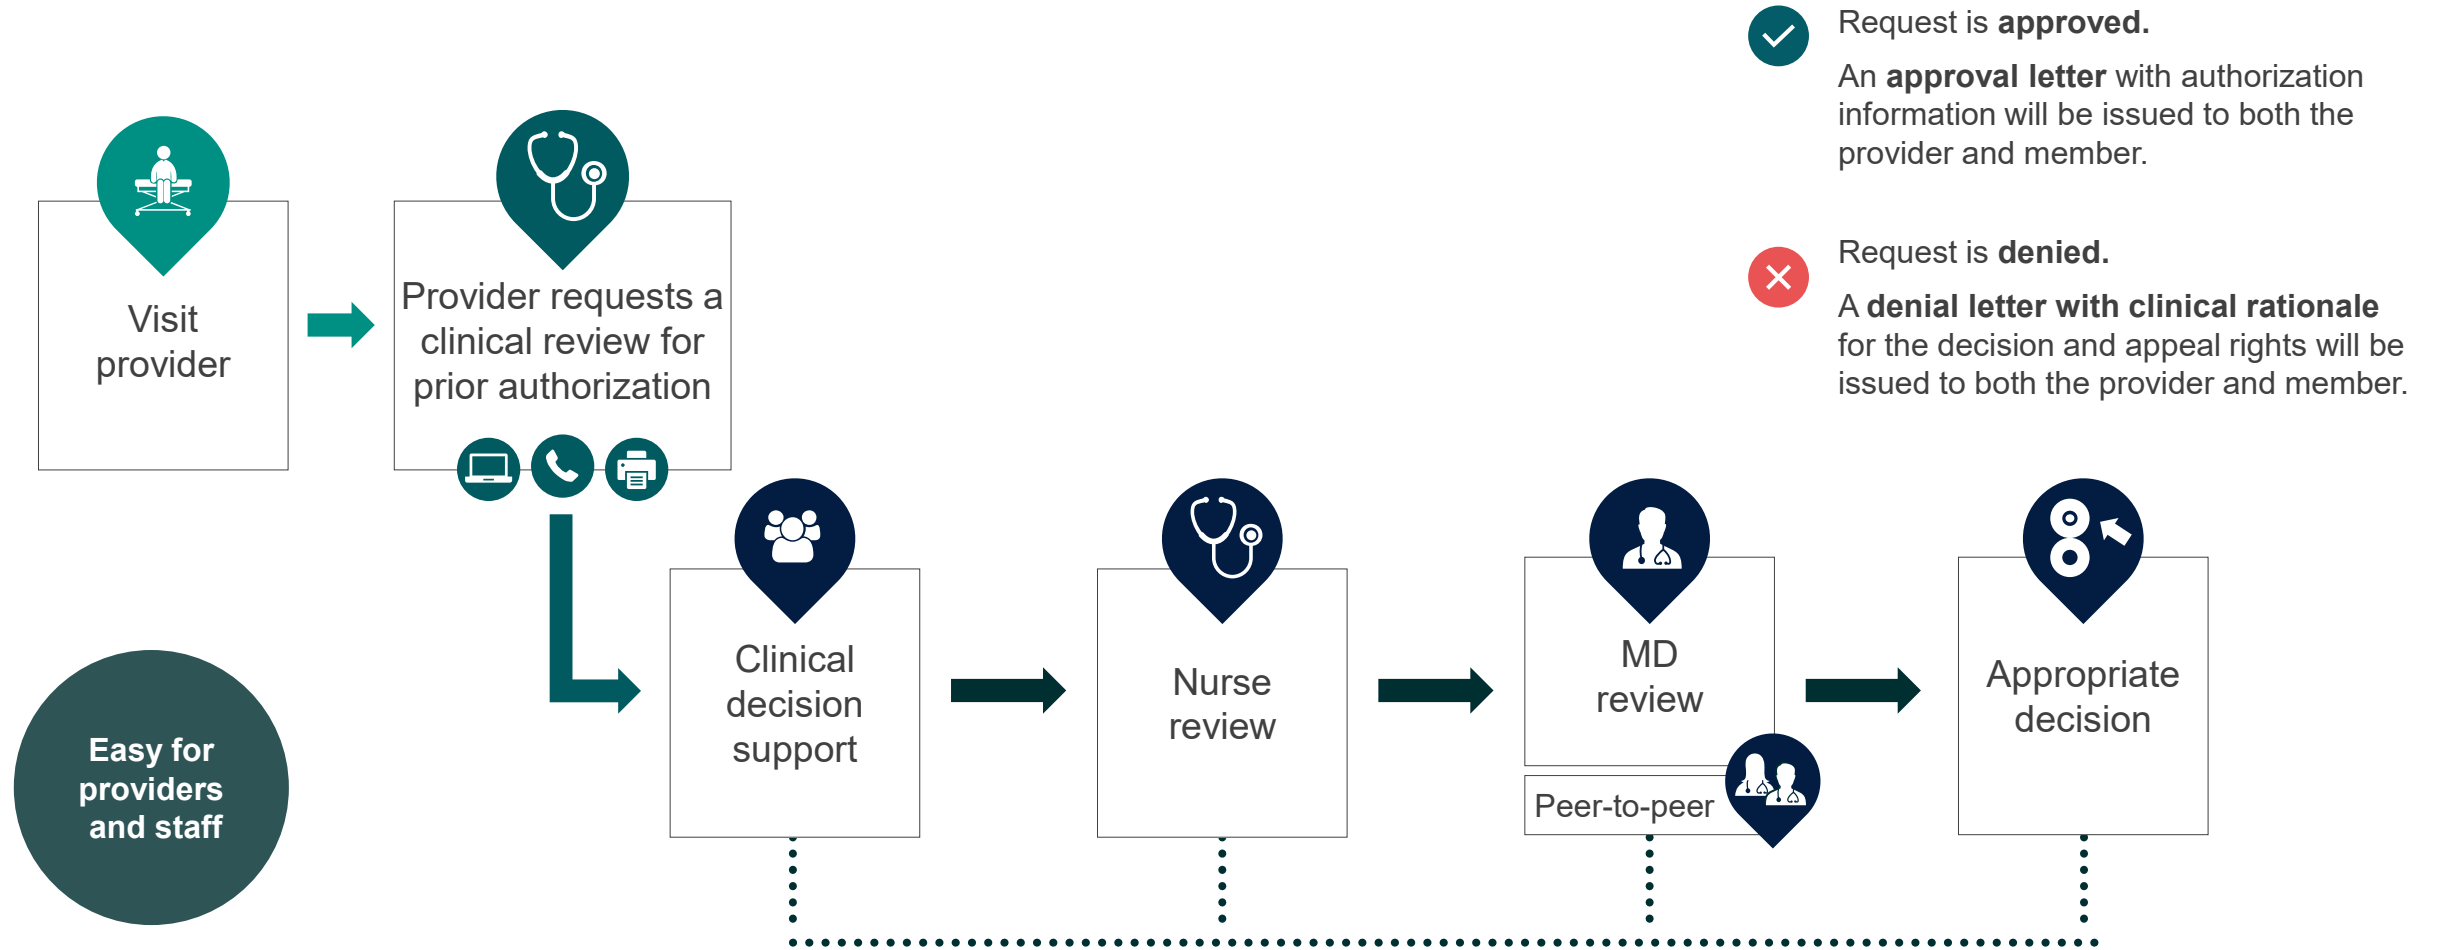 Request is approved.
An approval letter with authorization
information will be issued to both the
provider and member.
Request is denied.
A denial letter with clinical rationale
for the decision and appeal rights will be
issued to both the provider and member.
Visit
provider
Provider requests a
clinical review for
prior authorization
Clinical
decision
support
Nurse
review
MD
review
Peer-to-peer
Appropriate
decision
Easy for
providers
and staff